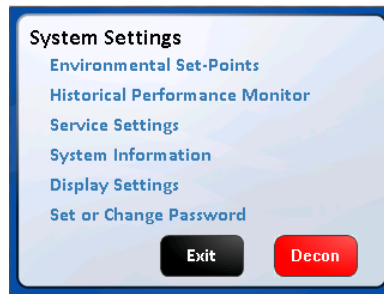 System Settings
Environmental Set-Points
Historical Performance Monitor
Service Settings
System Information
Display Settings
Set or Change Password
Exit Decon